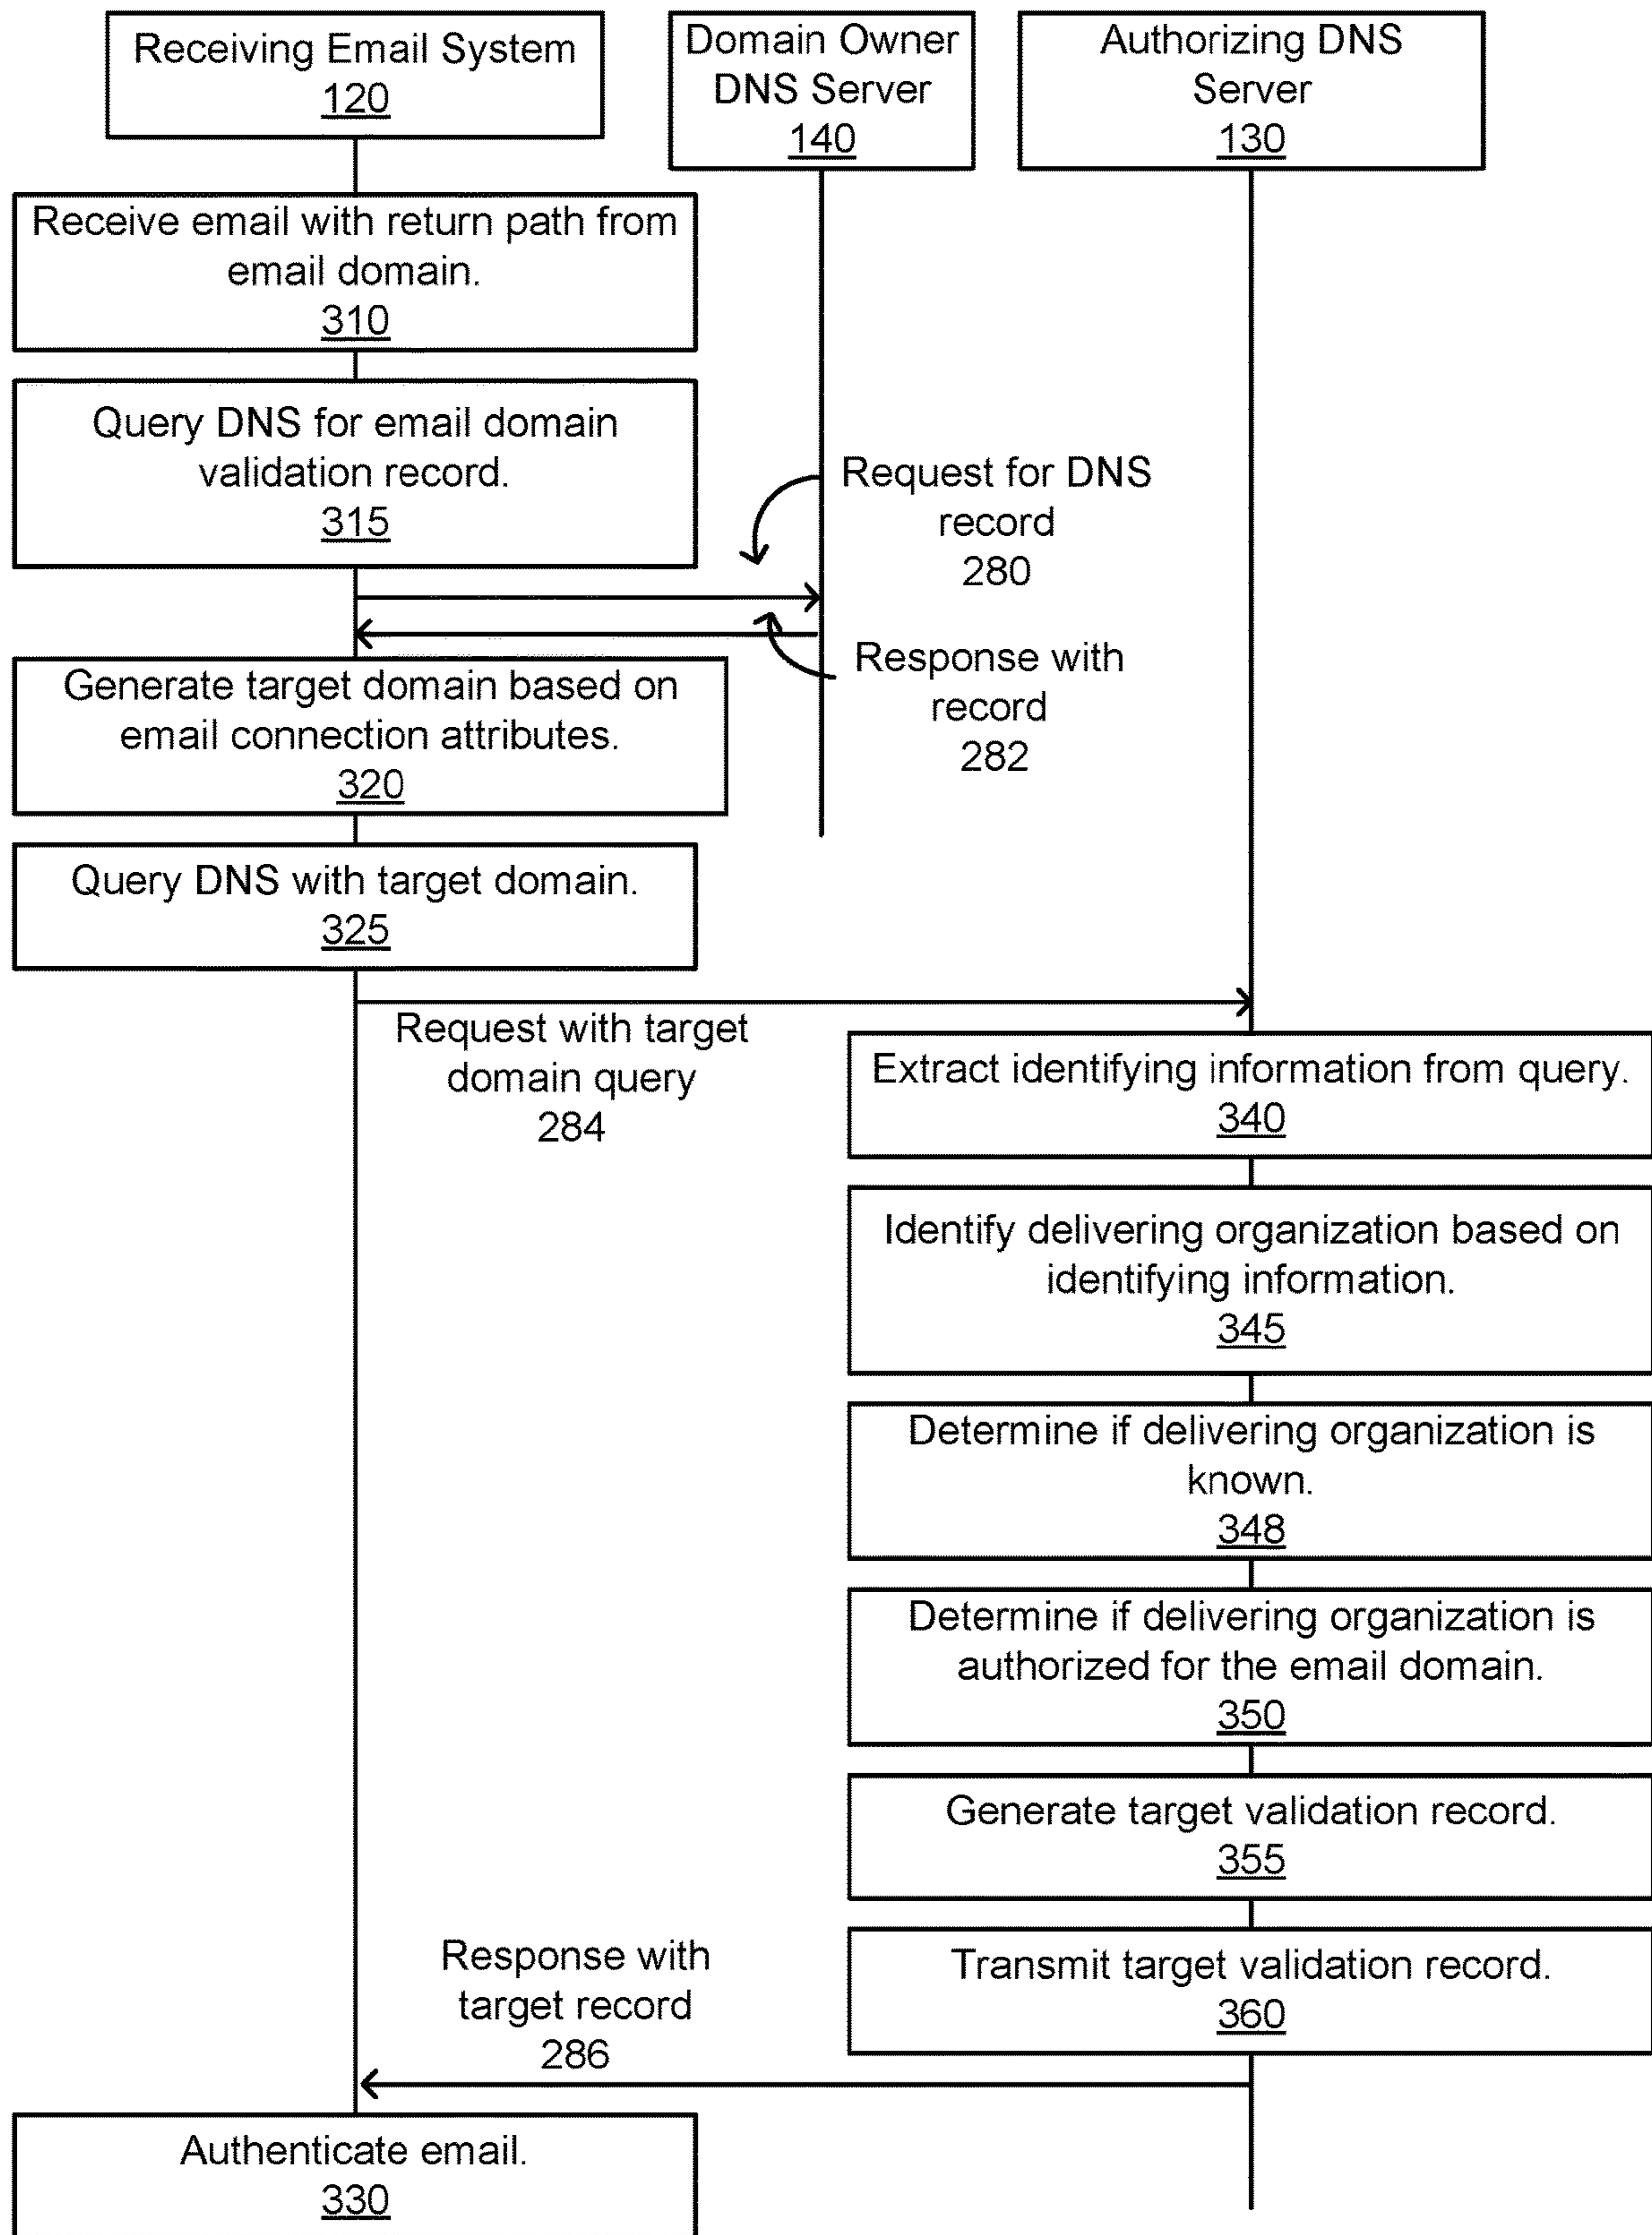 Receiving Email System
120
Domain Owner
DNS Server
140
Authorizing DNS
Server
130
Receive email with return path from
email domain.
310
Query DNS for email domain
validation record.
315
Request for DNS
record
280
Response with
record
282
Generate target domain based on
email connection attributes.
320
Query DNS with target domain.
325
Request with target
domain query
284
Extract identifying information from query.
340
Identify delivering organization based on
identifying information.
345
Determine if delivering organization is
known.
348
Determine if delivering organization is
authorized for the email domain.
350
Generate target validation record.
355
Transmit target validation record.
360
Response with
target record
286
Authenticate email.
330